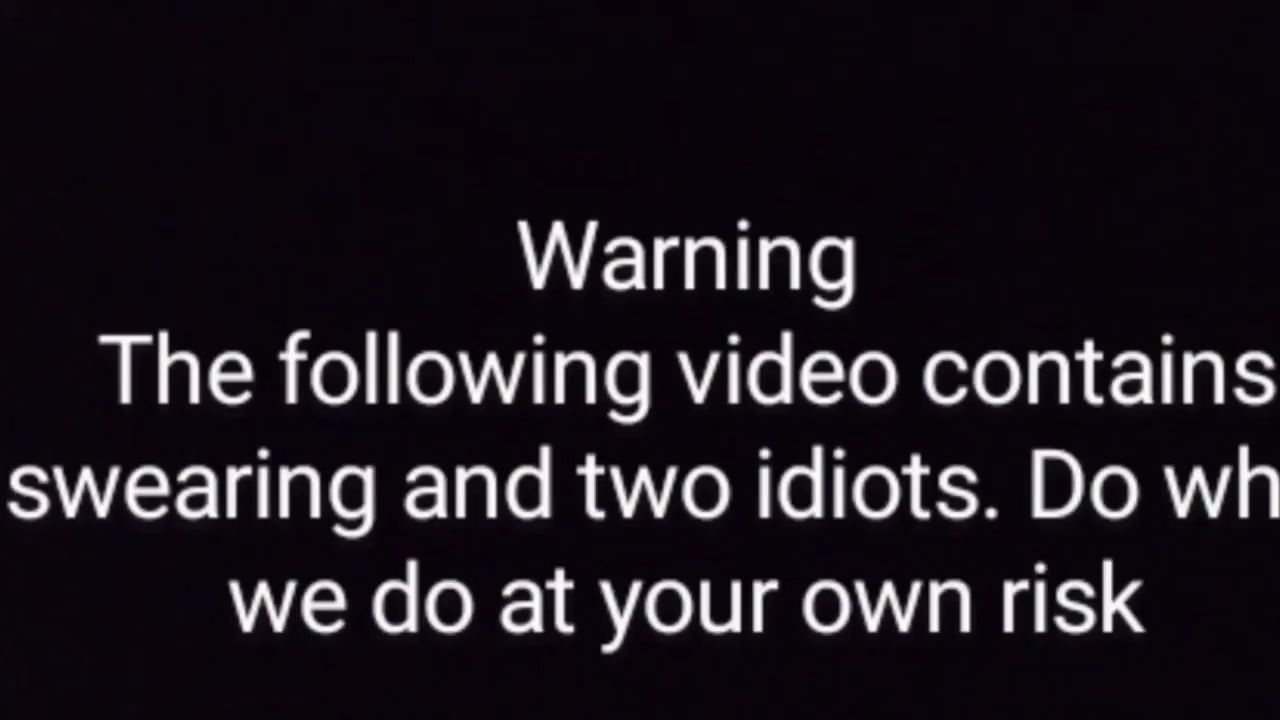 Warning
The following video contains
swearing and two idiots. Do wh
we do at your own risk